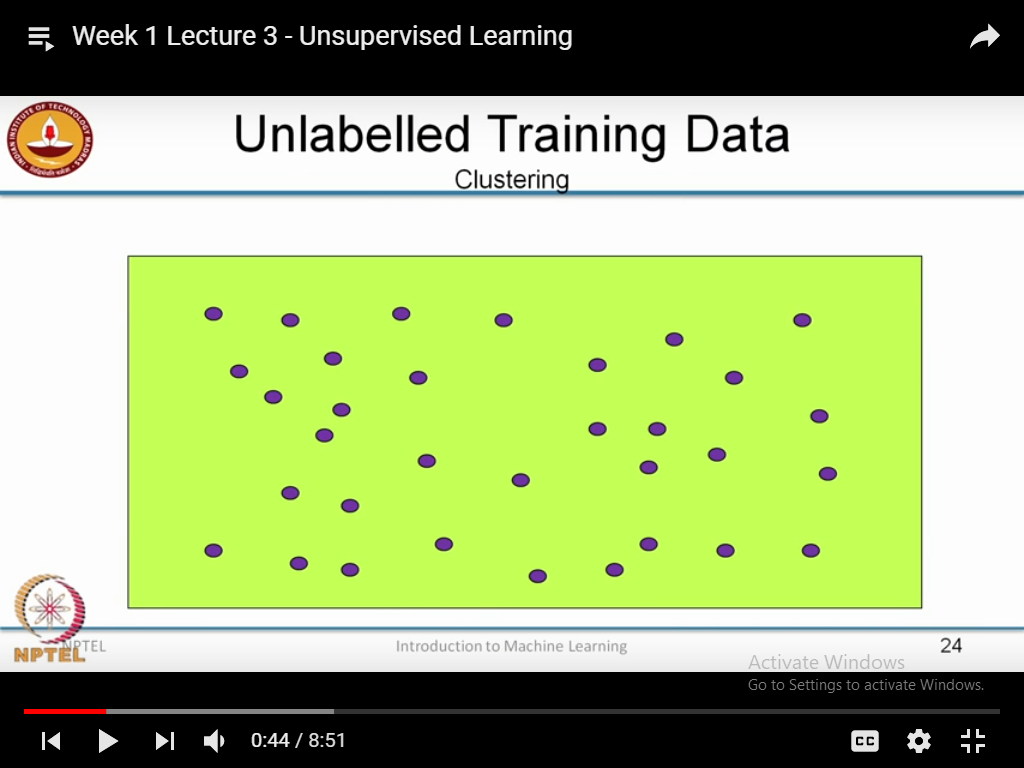 Week 1 Lecture 3 - Unsupervised Learning
INDIAN INSTITUTE OF TECHNOLOGY MADRAS
Unlabelled Training Data
Clustering
NPTEL
NPTEL
Introduction to Machine Learning
24
Activate Windows
Go to Settings to activate Windows.
0:44 / 8:51
CC